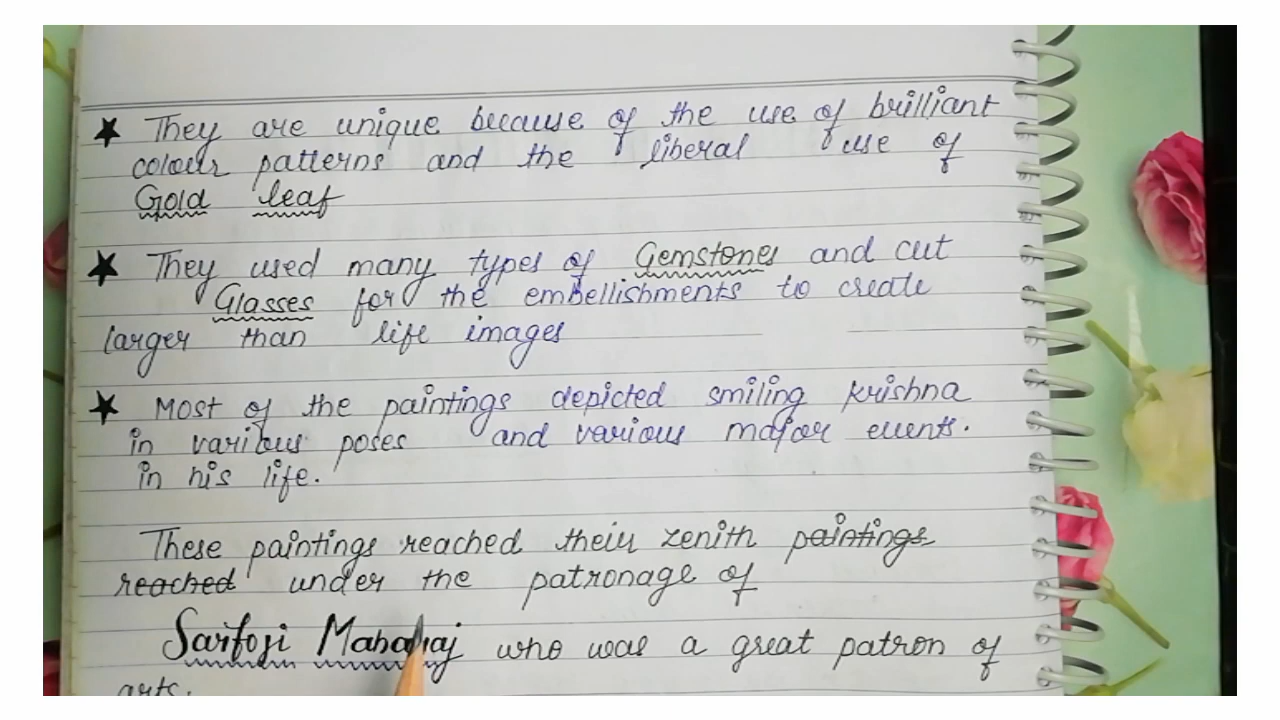 ★ They are unique because of the use of brilliant
colour patterns and the liberal use of
Gold leaf
★ They used many types of Gemstones and cut
Glasses for the embellishments to create
larger than life images
★ Most of the paintings depicted smiling krishna
in various poses and various major events.
in his life.
These paintings reached their zenith paintings
reached under the patronage of
Sarfoji Maharaj who was a great patron of
arts.